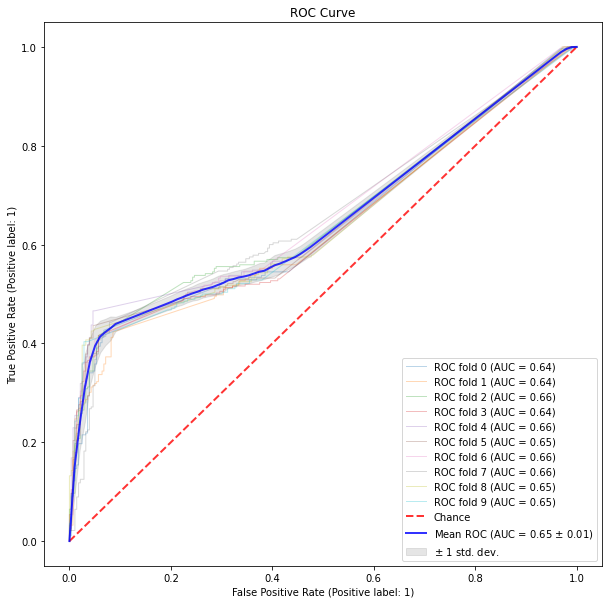 ROC Curve
True Positive Rate (Positive label: 1)
1.0
0.8
0.6
0.4
0.2
0.0
ROC fold 0 (AUC = 0.64)
ROC fold 1 (AUC = 0.64)
ROC fold 2 (AUC = 0.66)
ROC fold 3 (AUC = 0.64)
ROC fold 4 (AUC = 0.66)
ROC fold 5 (AUC = 0.65)
ROC fold 6 (AUC = 0.66)
ROC fold 7 (AUC = 0.66)
ROC fold 8 (AUC = 0.65)
ROC fold 9 (AUC = 0.65)
Chance
Mean ROC (AUC = 0.65 ± 0.01)
± 1 std. dev.
0.0 0.2 0.4 0.6 0.8 1.0
False Positive Rate (Positive label: 1)